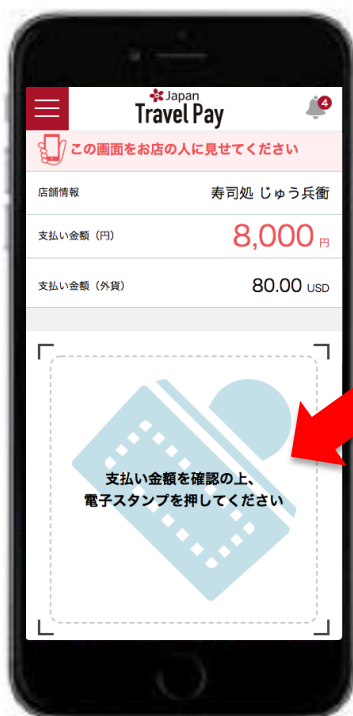 Japan
Travel Pay
4
この画面をお店の人に見せてください
店舗情報 寿司処 じゅう兵衛
支払い金額（円） 8,000 円
支払い金額（外貨） 80.00 USD
支払い金額を確認の上、
電子スタンプを押してください